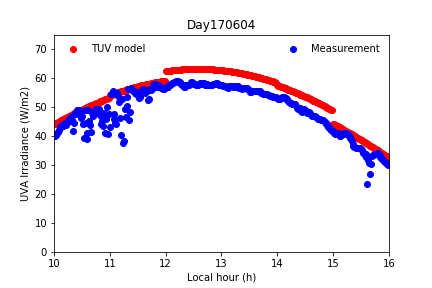 Day170604
TUV model
Measurement
UVA Irradiance (W/m2)
70
60
50
40
30
20
10
0
10 11 12 13 14 15 16
Local hour (h)